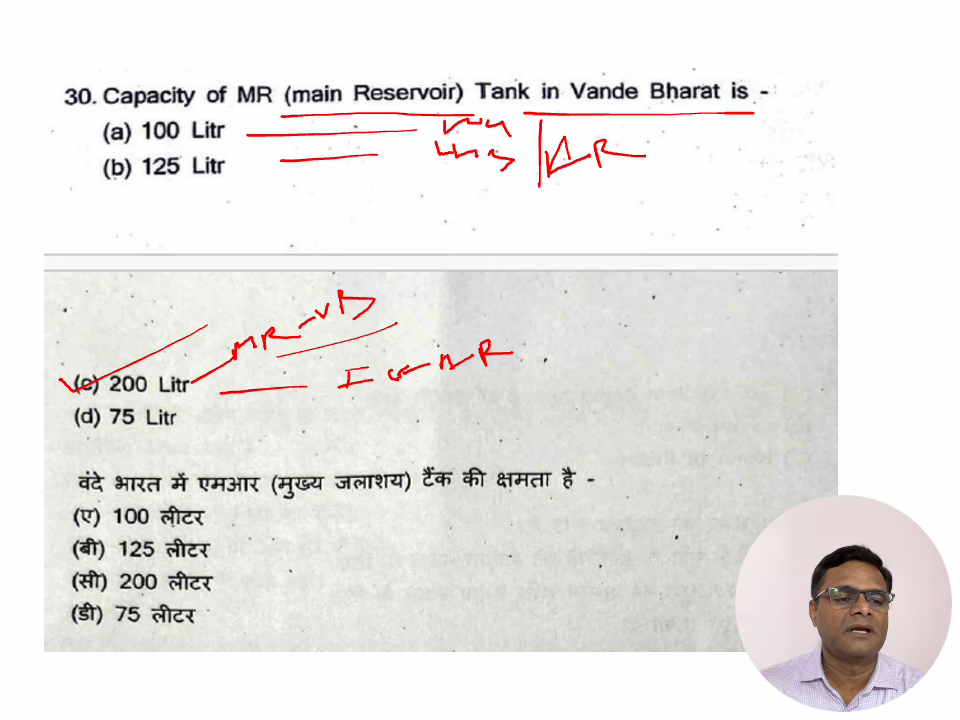 30. Capacity of MR (main Reservoir) Tank in Vande Bharat is -
(a) 100 Litr
(b) 125 Litr
(c) 200 Litr
MR-VB
(d) 75 Litr
वंदे भारत में एमआर (मुख्य जलाशय) टैंक की क्षमता है -
(ए) 100 लीटर
(बी) 125 लीटर
(सी) 200 लीटर
(डी) 75 लीटर